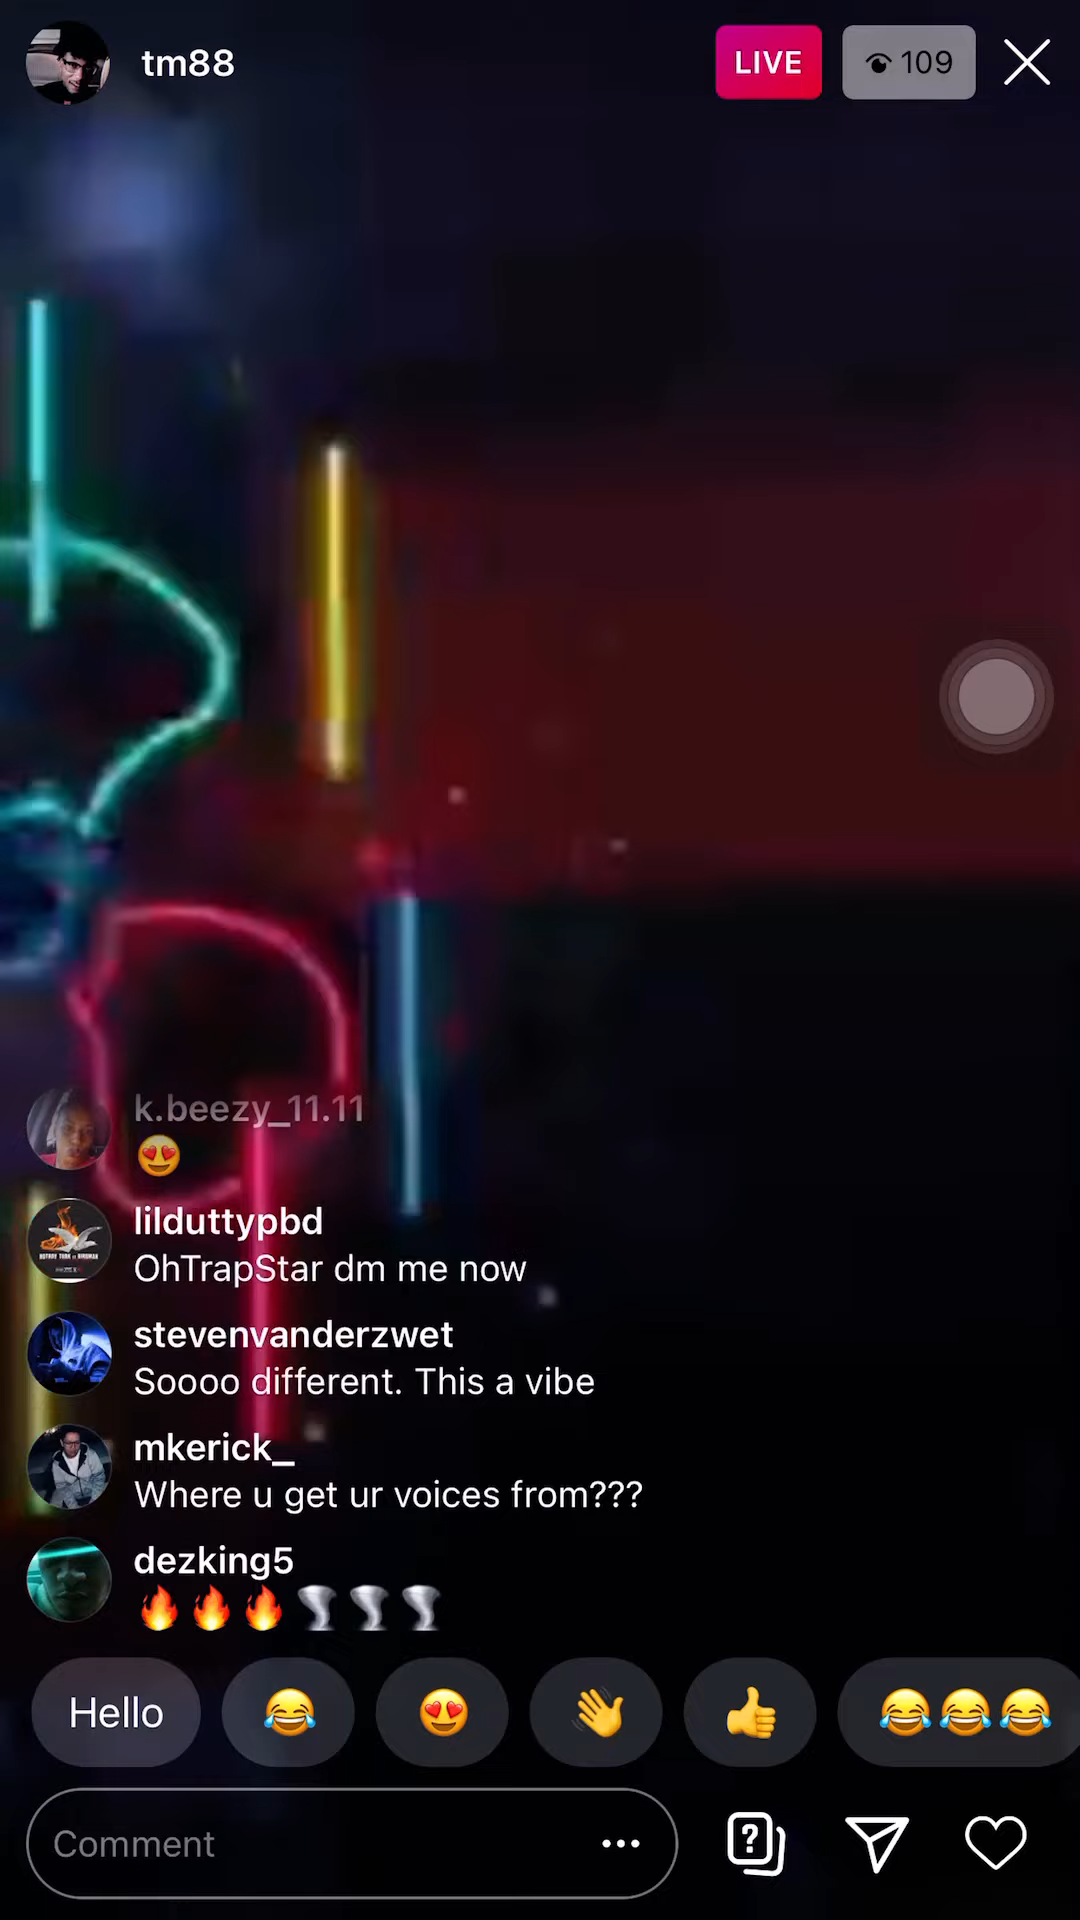 tm88
LIVE
109
k.beezy_11.11
😍
lilduttypbd
OhTrapStar dm me now
stevenvanderzwet
Soooo different. This a vibe
mkerick_
Where u get ur voices from???
dezking5
🔥🔥🔥🌪🌪🌪
Hello 😂 😍 👋 👍 😂😂😂
Comment